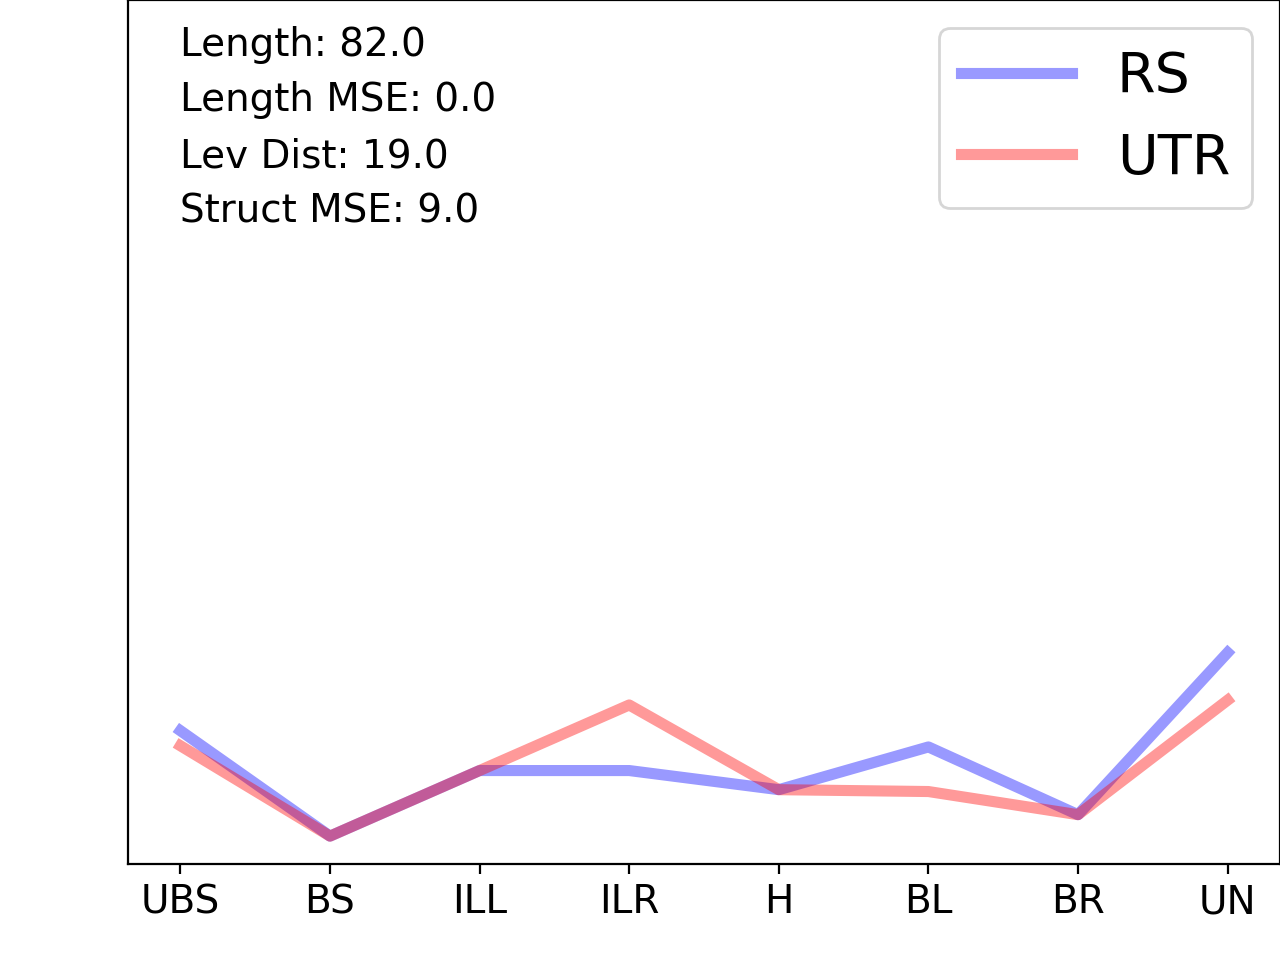 Length: 82.0
Length MSE: 0.0
Lev Dist: 19.0
Struct MSE: 9.0
RS
UTR
UBS BS ILL ILR H BL BR UN